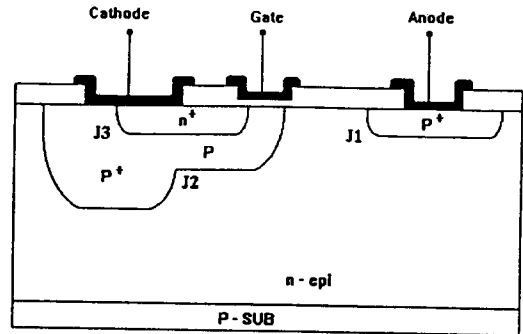 Cathode Gate Anode
J3 n+ J1 P+
P
P+ J2
n-epi
P-SUB